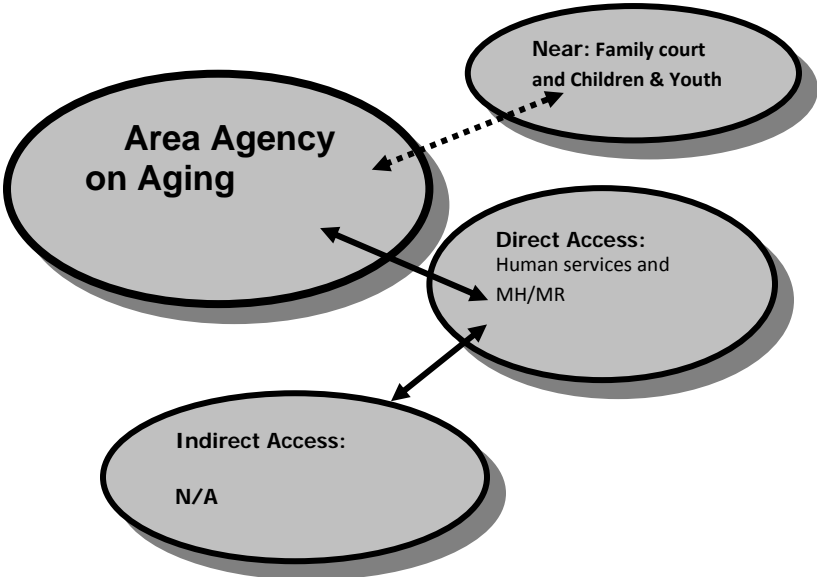 Near: Family court
and Children & Youth
Area Agency
on Aging
Direct Access:
Human services and
MH/MR
Indirect Access:
N/A